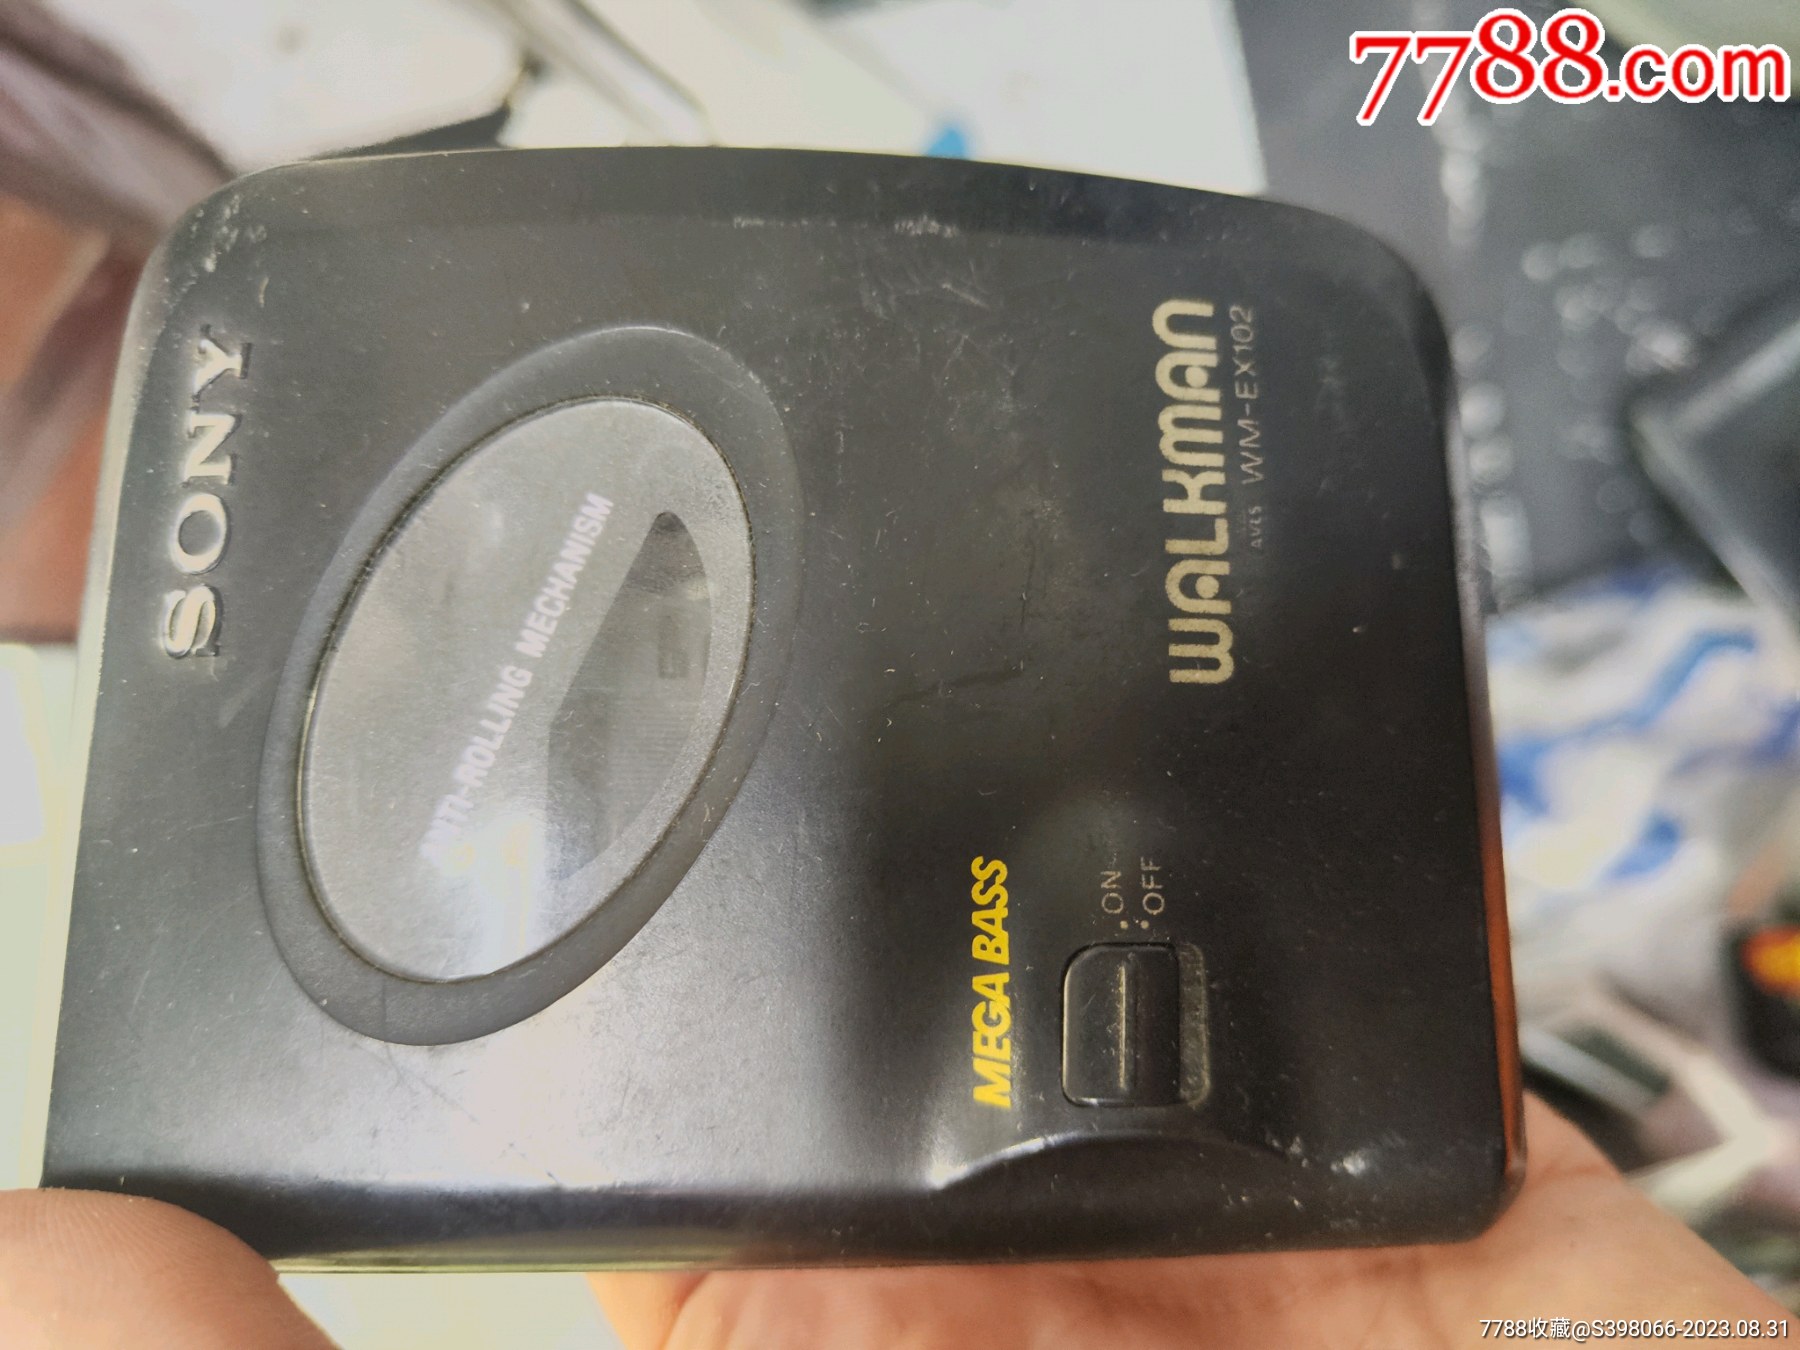 7788.com
SONY
ANTI-ROLLING MECHANISM
WALKMAN
AVLS WM-EX102
MEGA BASS
: ON
: OFF
7788收藏@S398066-2023.08.31